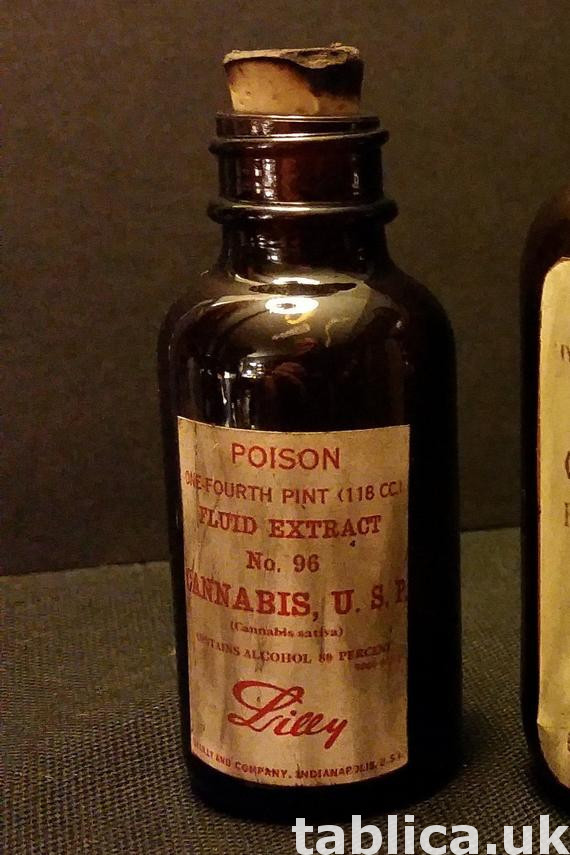 POISON
ONE-FOURTH PINT (118 CC.)
FLUID EXTRACT
No. 96
CANNABIS, U. S. P.
(Cannabis sativa)
CONTAINS ALCOHOL 80 PERCENT
Lilly
LILLY AND COMPANY, INDIANAPOLIS, U.S.A.
tablica.uk